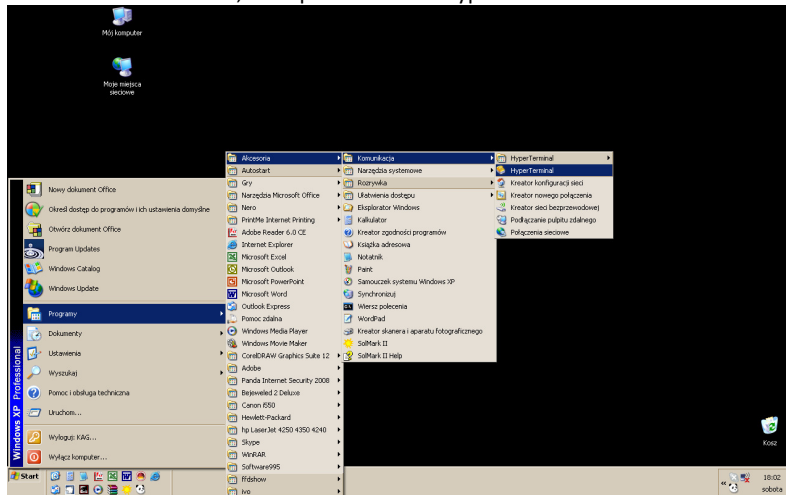 Mój komputer
Moje miejsca
sieciowe
Nowy dokument Office
Określ dostęp do programów i ich ustawienia domyślne
Otwórz dokument Office
Program Updates
Windows Catalog
Windows Update
Programy
Dokumenty
Ustawienia
Wyszukaj
Pomoc i obsługa techniczna
Uruchom...
Wyloguj: KAG...
Wyłącz komputer...
Windows XP Professional
Akcesoria
Autostart
Gry
Narzędzia Microsoft Office
Nero
PrintMe Internet Printing
Adobe Reader 6.0 CE
Internet Explorer
Microsoft Excel
Microsoft Outlook
Microsoft PowerPoint
Microsoft Word
Outlook Express
Pomoc zdalna
Windows Media Player
Windows Movie Maker
CorelDRAW Graphics Suite 12
Adobe
Panda Internet Security 2008
Bejeweled 2 Deluxe
Canon i550
Hewlett-Packard
hp LaserJet 4250 4350 4240
Skype
WinRAR
Software995
ffdshow
ivo
Komunikacja
Narzędzia systemowe
Rozrywka
Ułatwienia dostępu
Eksplorator Windows
Kalkulator
Kreator zgodności programów
Książka adresowa
Notatnik
Paint
Samouczek systemu Windows XP
Synchronizuj
Wiersz polecenia
WordPad
Kreator skanera i aparatu fotograficznego
SolMark II
SolMark II Help
HyperTerminal
HyperTerminal
Kreator konfiguracji sieci
Kreator nowego połączenia
Kreator sieci bezprzewodowej
Podłączanie pulpitu zdalnego
Połączenia sieciowe
Kosz
Start
18:02
sobota